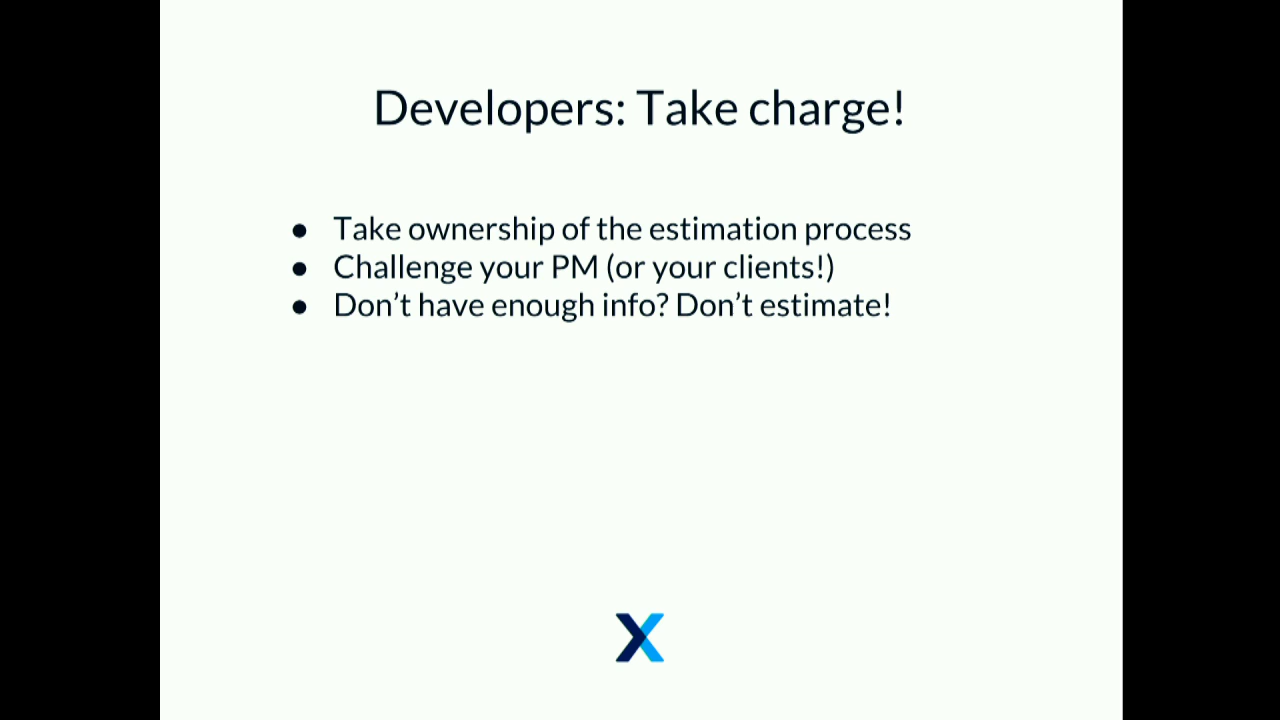 Developers: Take charge!
● Take ownership of the estimation process
● Challenge your PM (or your clients!)
● Don’t have enough info? Don’t estimate!